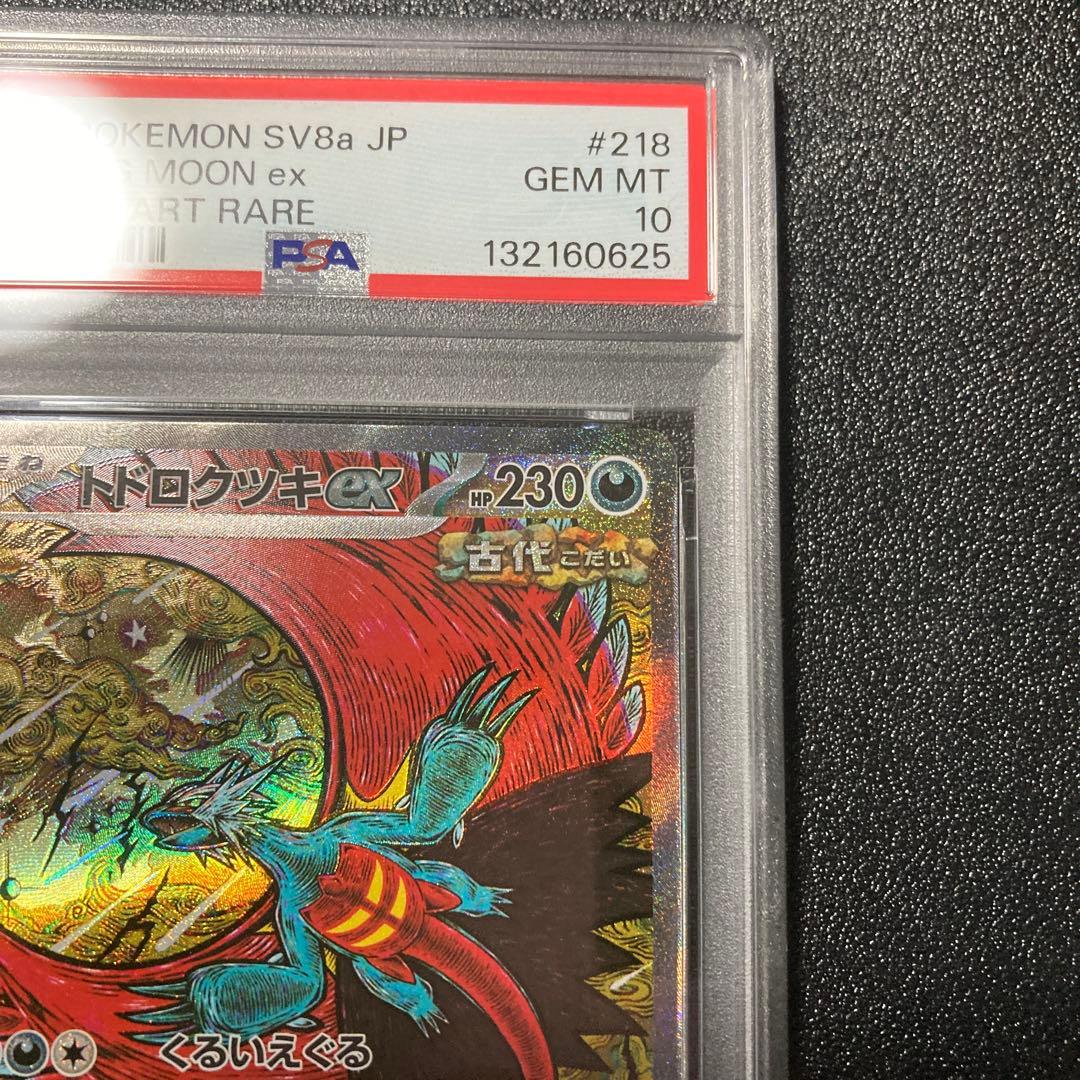 POKEMON SV8a JP #218
MOON ex GEM MT
ART RARE 10
PSA 132160625
トドロクツキex HP230
古代 こだい
くるいえぐる